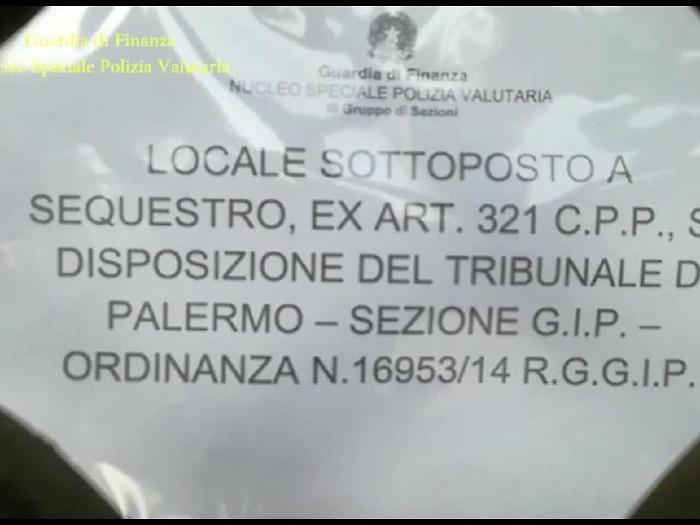 Guardia di Finanza
Speciale Polizia Valutaria
Guardia di Finanza
NUCLEO SPECIALE POLIZIA VALUTARIA
Gruppo di Sezioni
LOCALE SOTTOPOSTO A
SEQUESTRO, EX ART. 321 C.P.P., S
DISPOSIZIONE DEL TRIBUNALE D
PALERMO – SEZIONE G.I.P. –
ORDINANZA N.16953/14 R.G.G.I.P.